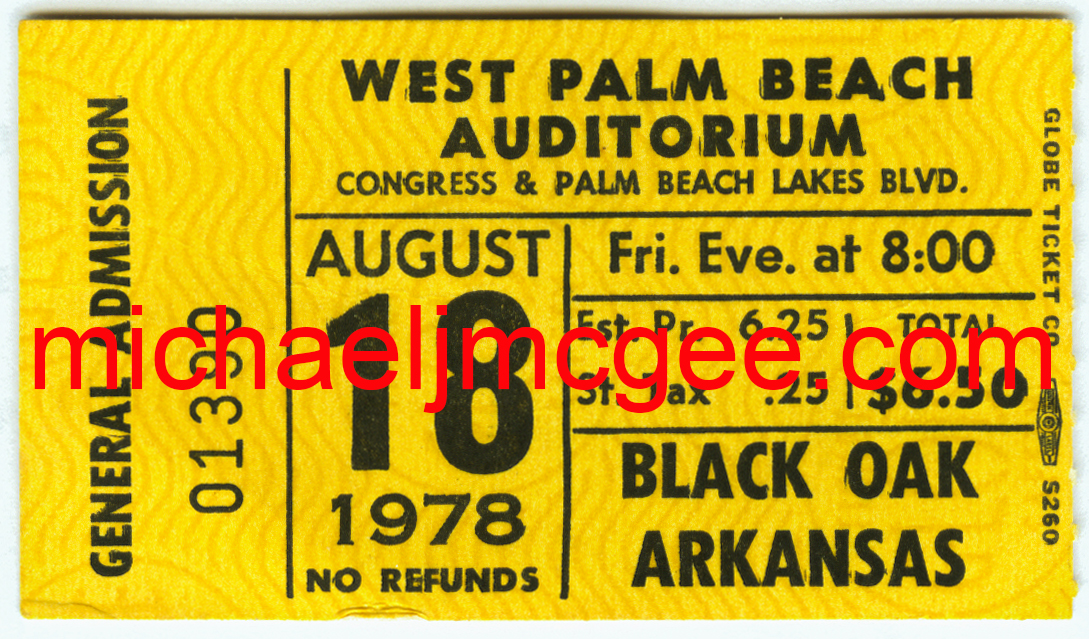 GENERAL ADMISSION
01390
WEST PALM BEACH
AUDITORIUM
CONGRESS & PALM BEACH LAKES BLVD.
AUGUST
18
1978
NO REFUNDS
Fri. Eve. at 8:00
Est. Pr. 6.25 | TOTAL
St. Tax .25 | $6.50
BLACK OAK
ARKANSAS
GLOBE TICKET CO S260
michaeljmcgee.com